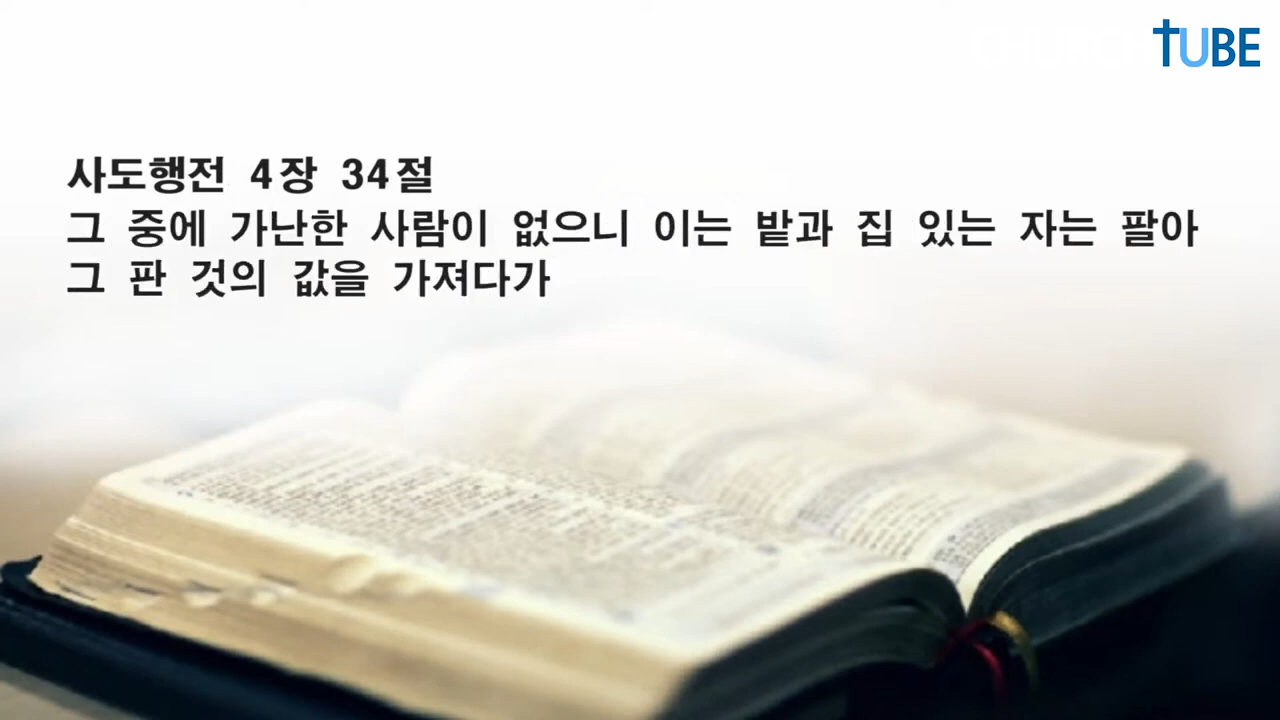 CHURCHTUBE
사도행전 4장 34절
그 중에 가난한 사람이 없으니 이는 밭과 집 있는 자는 팔아
그 판 것의 값을 가져다가